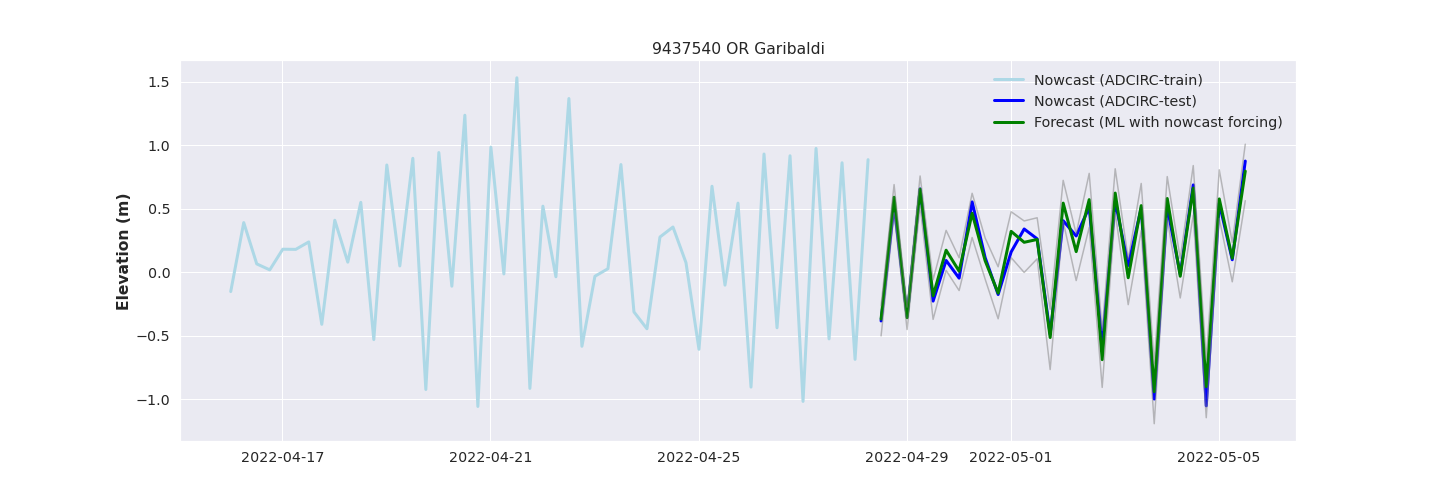 9437540 OR Garibaldi
Nowcast (ADCIRC-train)
Nowcast (ADCIRC-test)
Forecast (ML with nowcast forcing)
Elevation (m)
1.5
1.0
0.5
0.0
−0.5
−1.0
2022-04-17 2022-04-21 2022-04-25 2022-04-29 2022-05-01 2022-05-05